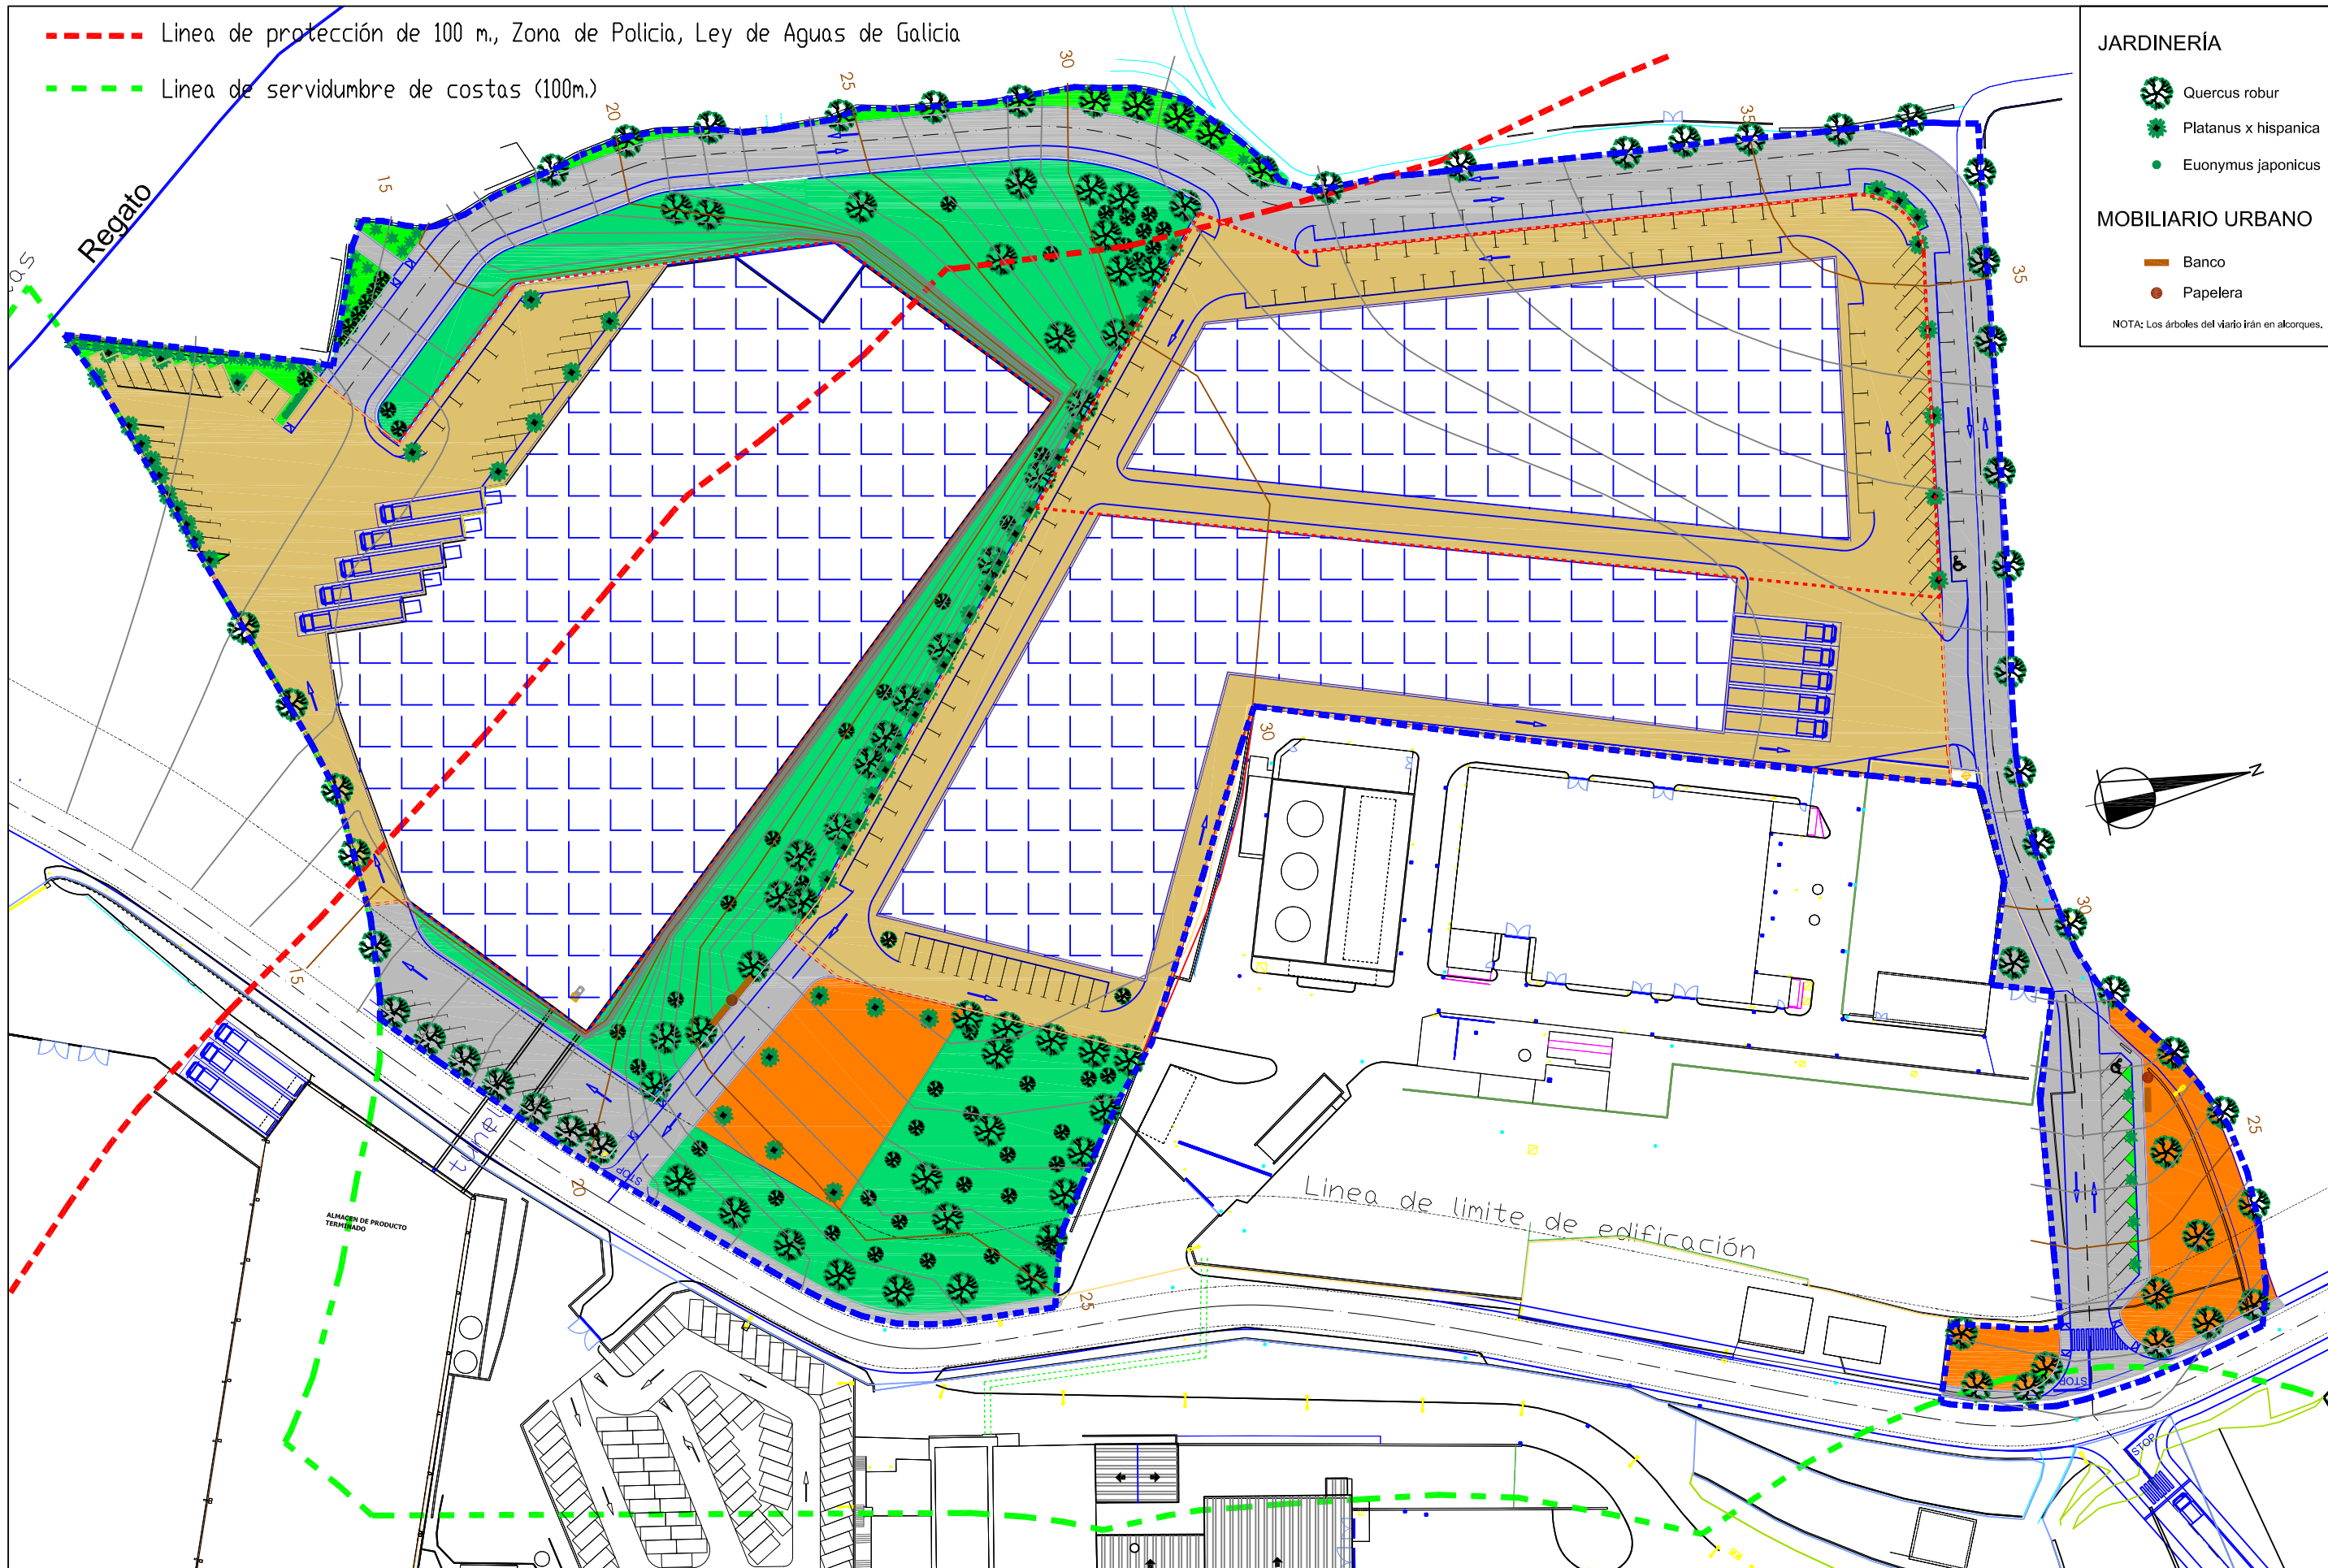 Linea de protección de 100 m., Zona de Policia, Ley de Aguas de Galicia
Linea de servidumbre de costas (100m.)
JARDINERÍA
Quercus robur
Platanus x hispanica
Euonymus japonicus
MOBILIARIO URBANO
Banco
Papelera
NOTA: Los árboles del viario irán en alcorques.
Regato
15
20
25
30
35
35
30
N
15
30
tunel
STOP
20
25
25
ALMACEN DE PRODUCTO
TERMINADO
Linea de limite de edificación
STOP
STOP